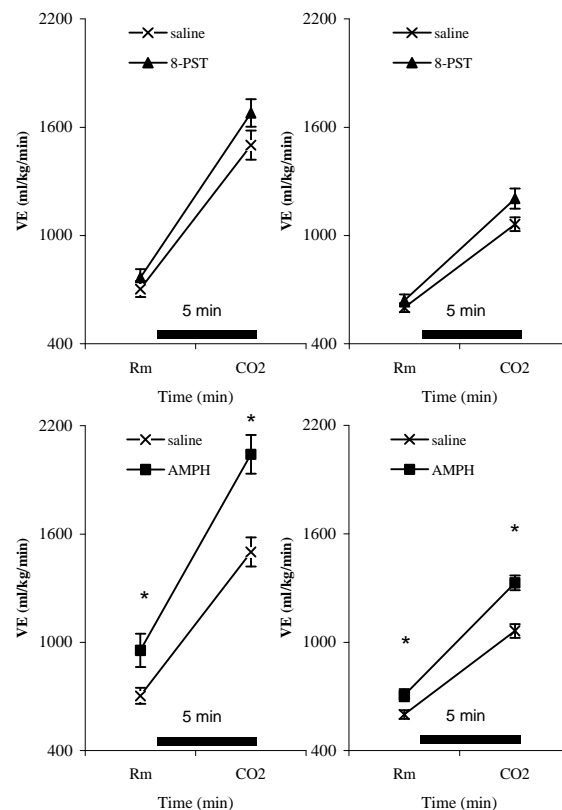 2200
saline
8-PST
1600
VE (ml/kg/min)
1000
5 min
400
Rm CO2
Time (min)
2200
saline
8-PST
1600
VE (ml/kg/min)
1000
5 min
400
Rm CO2
Time (min)
2200
*
saline
AMPH
1600
VE (ml/kg/min)
*
1000
5 min
400
Rm CO2
Time (min)
2200
saline
AMPH
*
1600
VE (ml/kg/min)
*
1000
5 min
400
Rm CO2
Time (min)